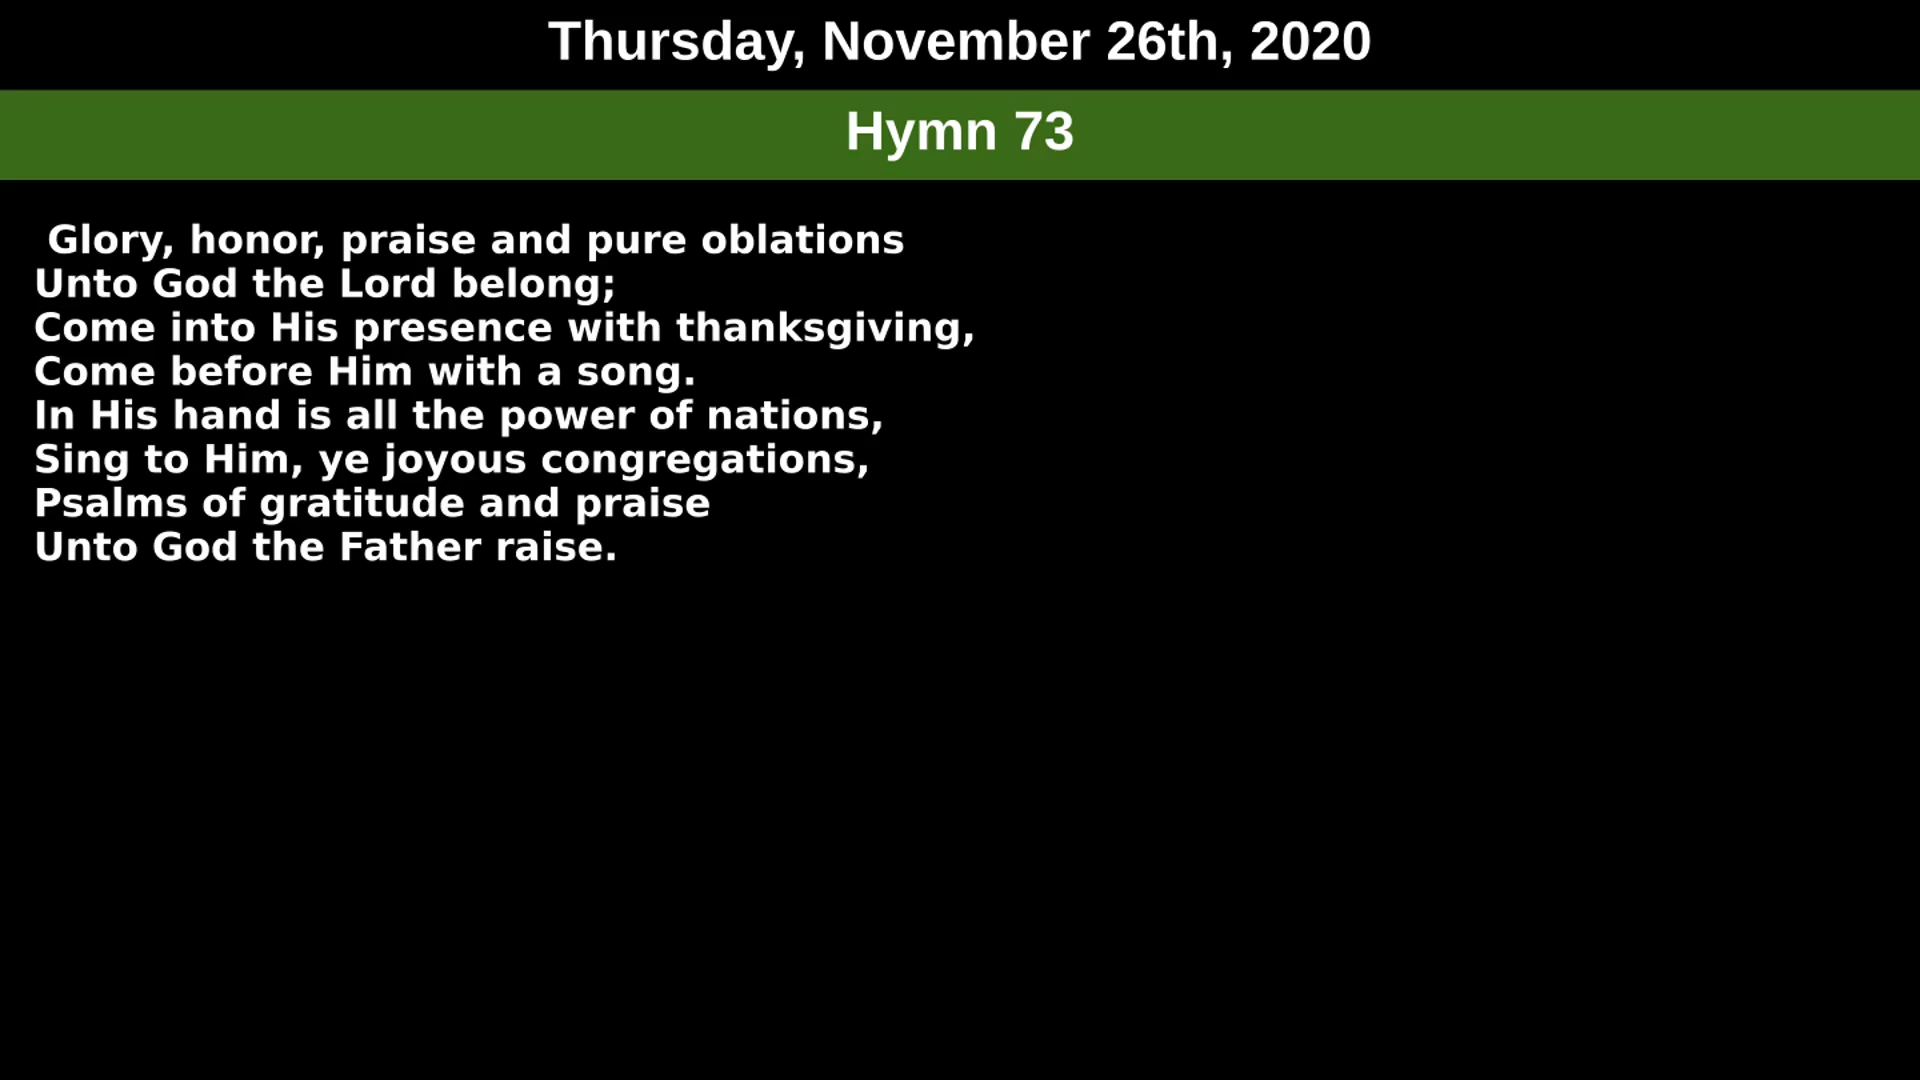 Thursday, November 26th, 2020
Hymn 73
Glory, honor, praise and pure oblations
Unto God the Lord belong;
Come into His presence with thanksgiving,
Come before Him with a song.
In His hand is all the power of nations,
Sing to Him, ye joyous congregations,
Psalms of gratitude and praise
Unto God the Father raise.